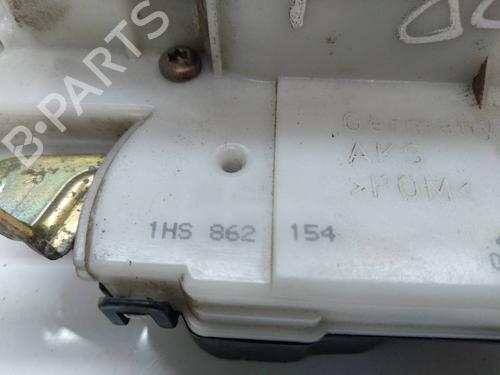 B-PARTS
Germany
AKS
>POM<
1HS 862 154